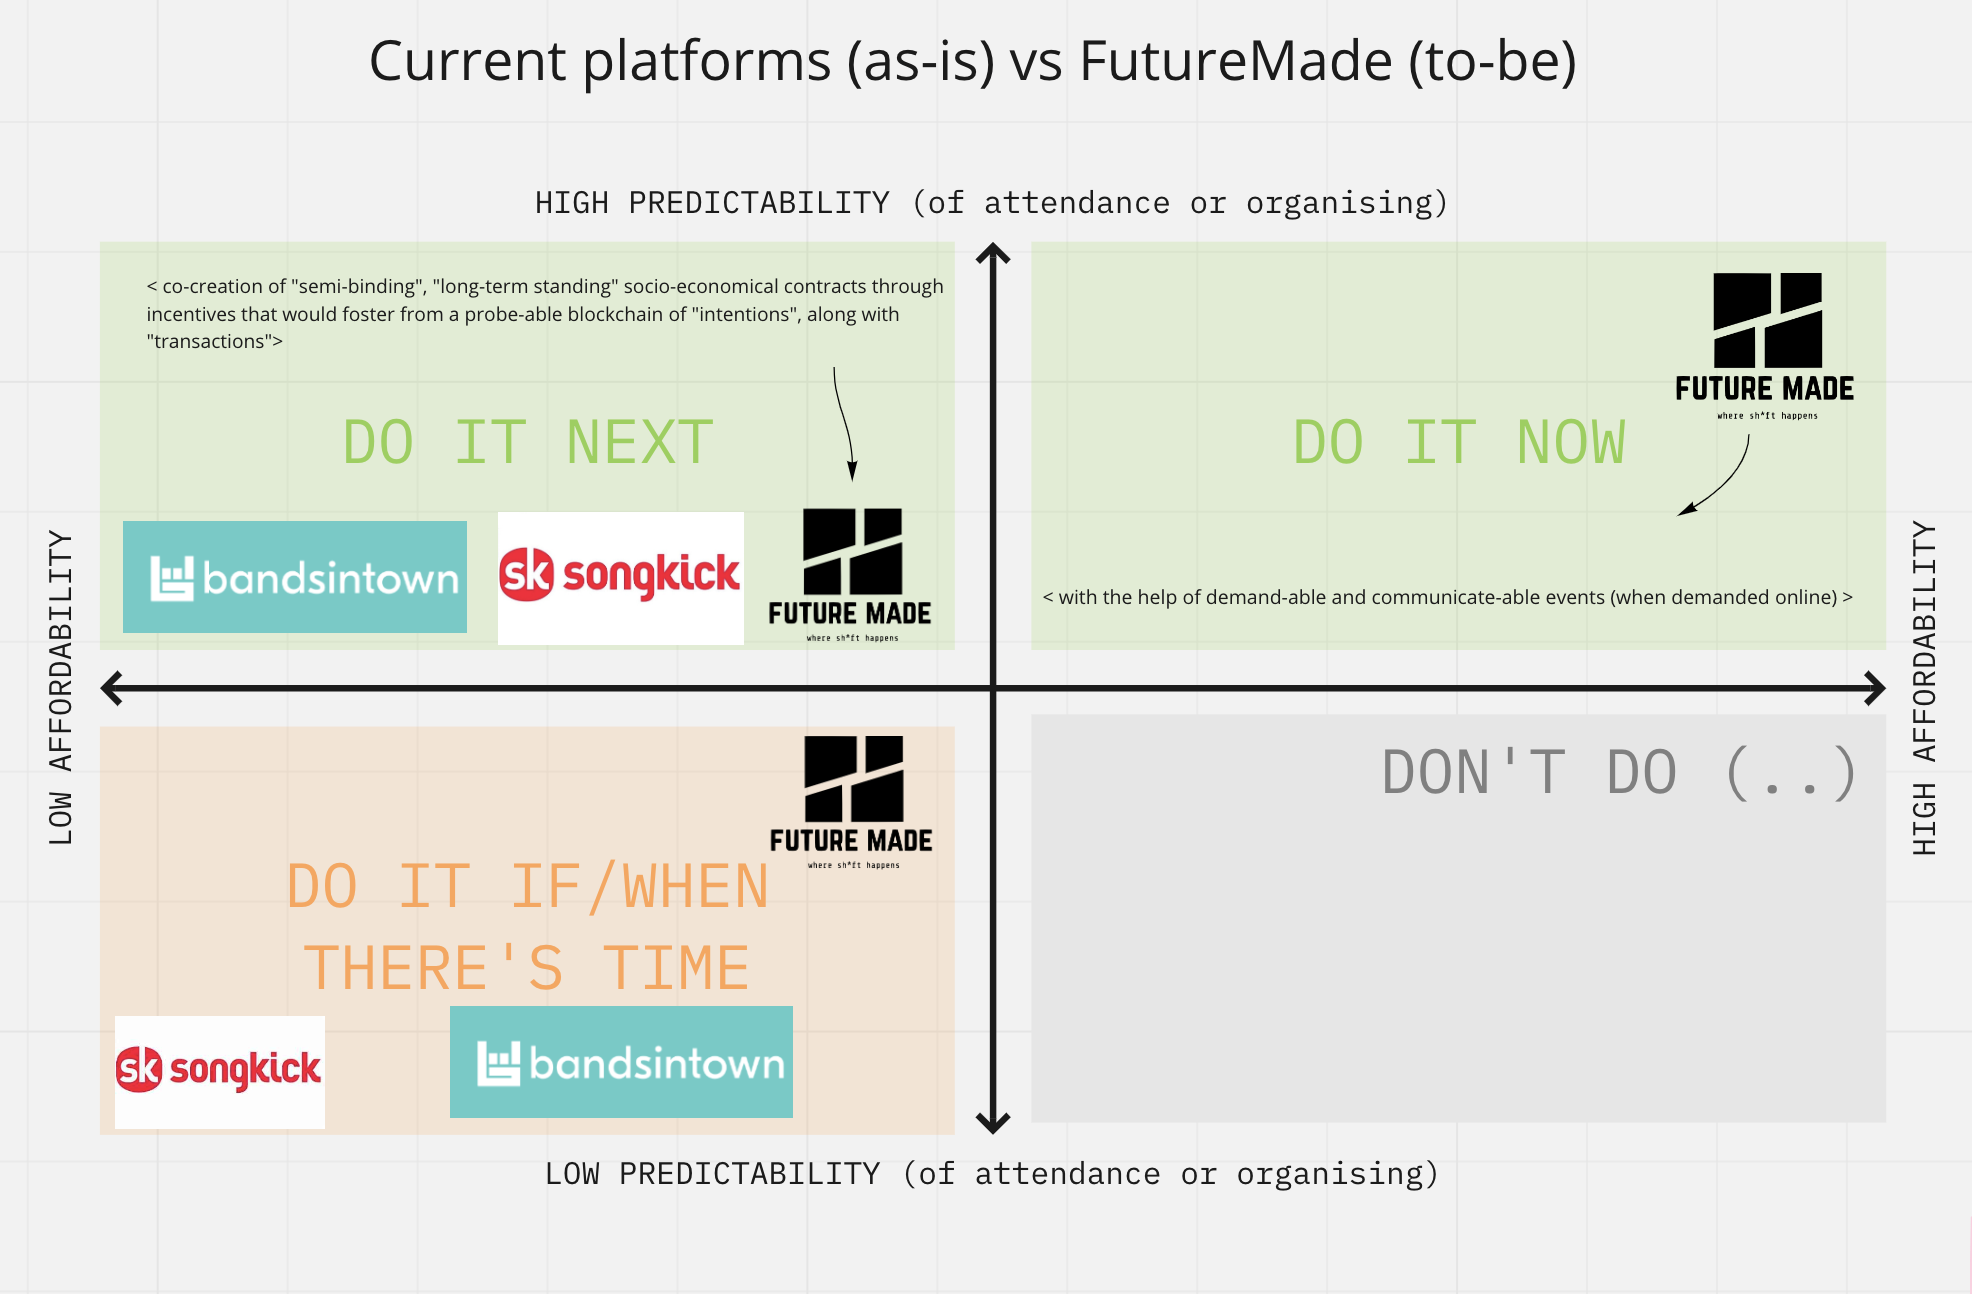 Current platforms (as-is) vs FutureMade (to-be)
HIGH PREDICTABILITY (of attendance or organising)
< co-creation of "semi-binding", "long-term standing" socio-economical contracts through
incentives that would foster from a probe-able blockchain of "intentions", along with
"transactions">
DO IT NEXT
bandsintown
sk songkick
FUTURE MADE
where sh*ft happens
FUTURE MADE
where sh*ft happens
DO IT NOW
< with the help of demand-able and communicate-able events (when demanded online) >
LOW AFFORDABILITY
HIGH AFFORDABILITY
FUTURE MADE
where sh*ft happens
DO IT IF/WHEN
THERE'S TIME
sk songkick
bandsintown
DON'T DO (..)
LOW PREDICTABILITY (of attendance or organising)